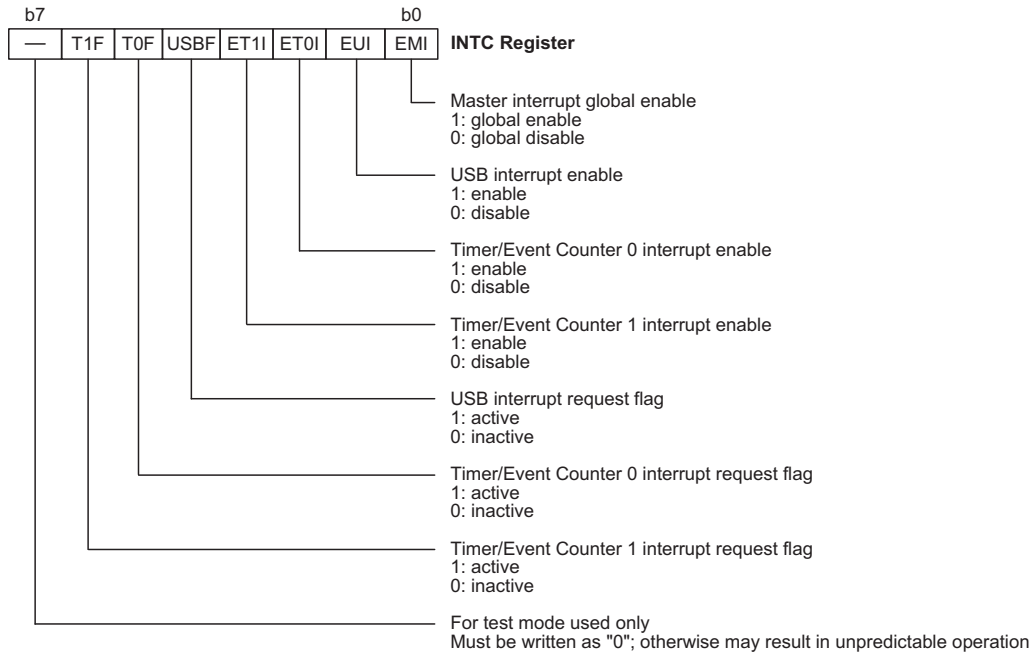 b7 b0
— T1F T0F USBF ET1I ET0I EUI EMI INTC Register
Master interrupt global enable
1: global enable
0: global disable
USB interrupt enable
1: enable
0: disable
Timer/Event Counter 0 interrupt enable
1: enable
0: disable
Timer/Event Counter 1 interrupt enable
1: enable
0: disable
USB interrupt request flag
1: active
0: inactive
Timer/Event Counter 0 interrupt request flag
1: active
0: inactive
Timer/Event Counter 1 interrupt request flag
1: active
0: inactive
For test mode used only
Must be written as "0"; otherwise may result in unpredictable operation